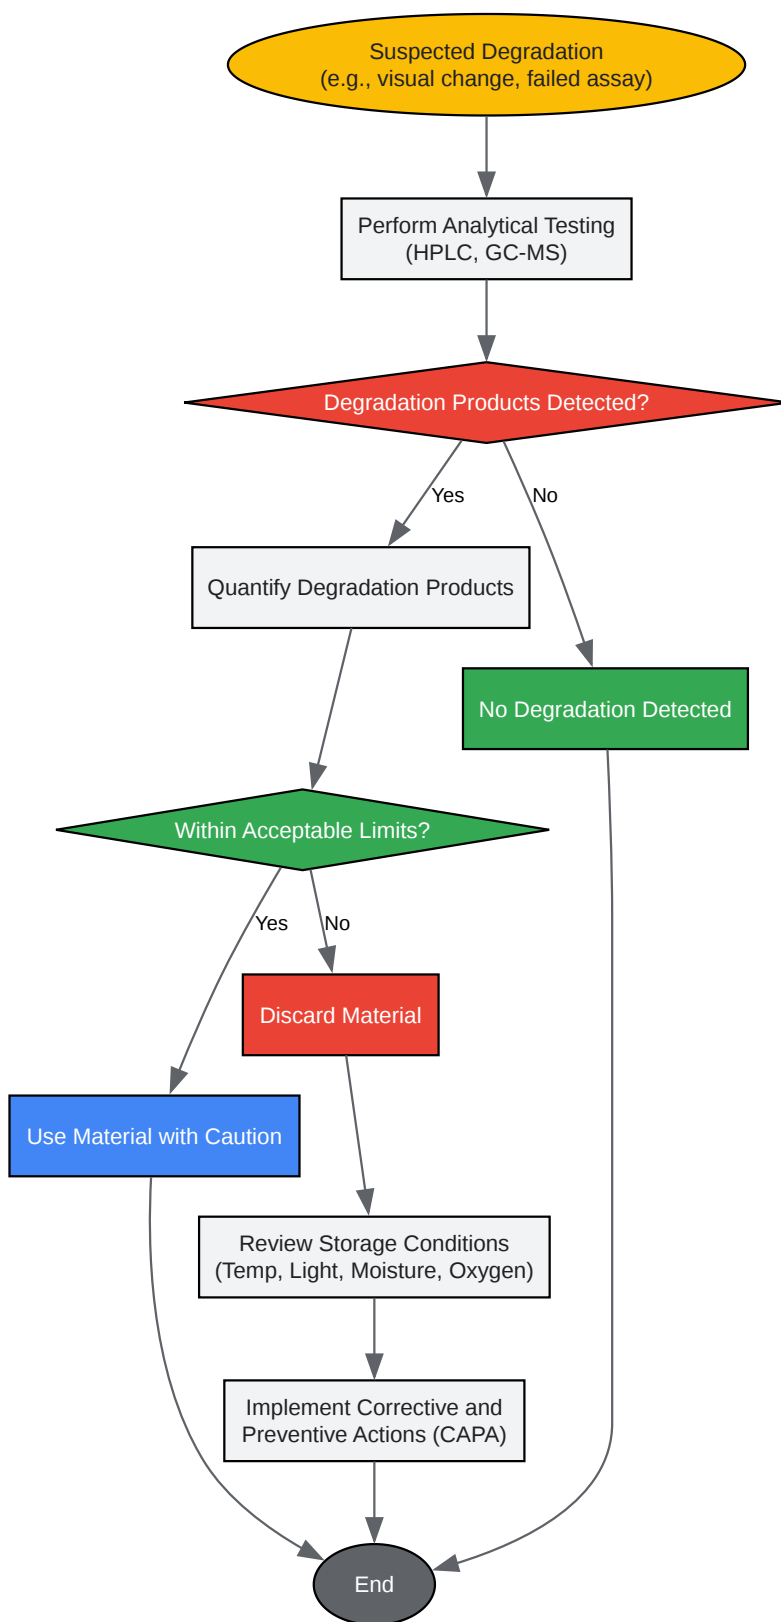 Suspected Degradation
(e.g., visual change, failed assay)
Perform Analytical Testing
(HPLC, GC-MS)
Degradation Products Detected?
Yes
No
Quantify Degradation Products
No Degradation Detected
Within Acceptable Limits?
Yes
No
Discard Material
Use Material with Caution
Review Storage Conditions
(Temp, Light, Moisture, Oxygen)
Implement Corrective and
Preventive Actions (CAPA)
End